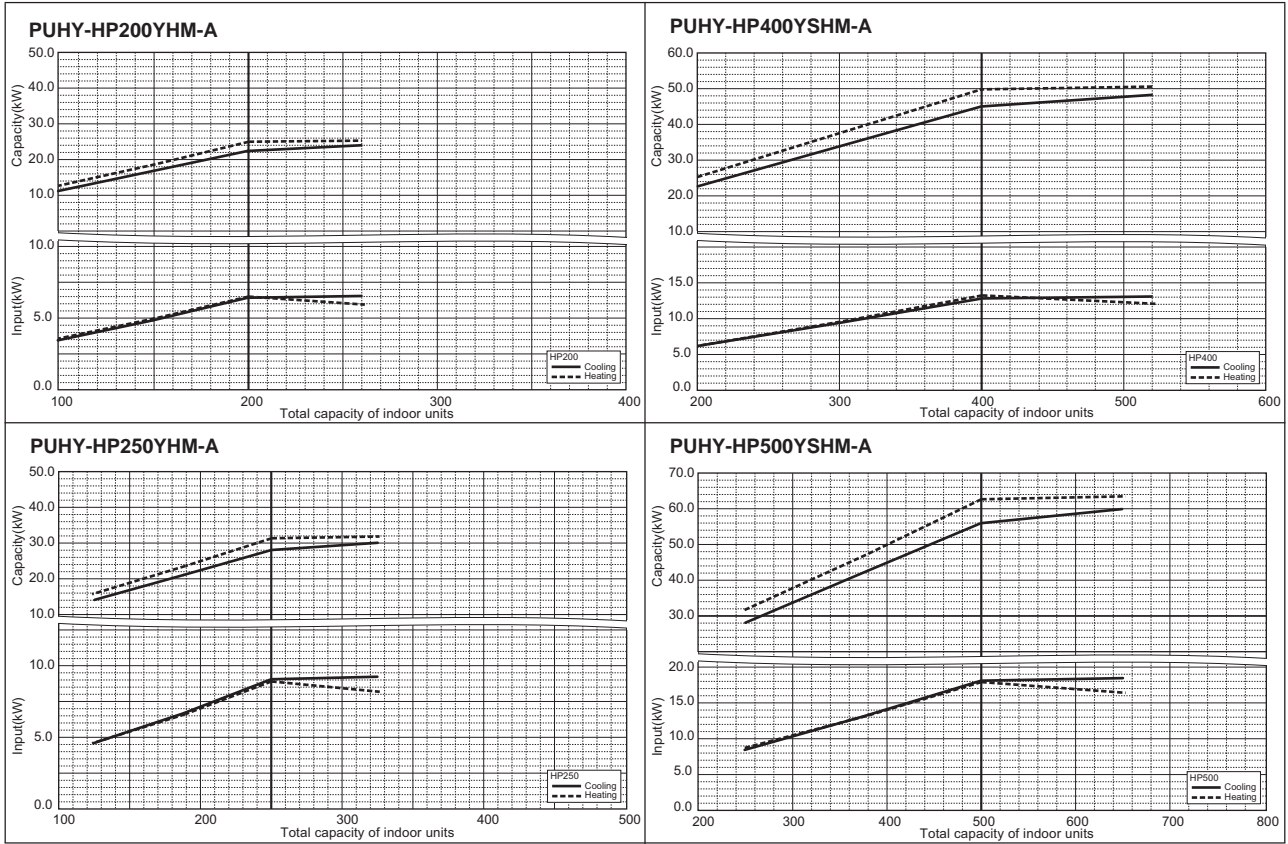 PUHY-HP200YHM-A
50.0
40.0
30.0
20.0
10.0
Capacity(kW)
10.0
5.0
0.0
Input(kW)
HP200
Cooling
Heating
100 200 300 400
Total capacity of indoor units
PUHY-HP400YSHM-A
60.0
50.0
40.0
30.0
20.0
10.0
Capacity(kW)
15.0
10.0
5.0
0.0
Input(kW)
HP400
Cooling
Heating
200 300 400 500 600
Total capacity of indoor units
PUHY-HP250YHM-A
50.0
40.0
30.0
20.0
10.0
Capacity(kW)
10.0
5.0
0.0
Input(kW)
HP250
Cooling
Heating
100 200 300 400 500
Total capacity of indoor units
PUHY-HP500YSHM-A
70.0
60.0
50.0
40.0
30.0
Capacity(kW)
20.0
15.0
10.0
5.0
0.0
Input(kW)
HP500
Cooling
Heating
200 300 400 500 600 700 800
Total capacity of indoor units